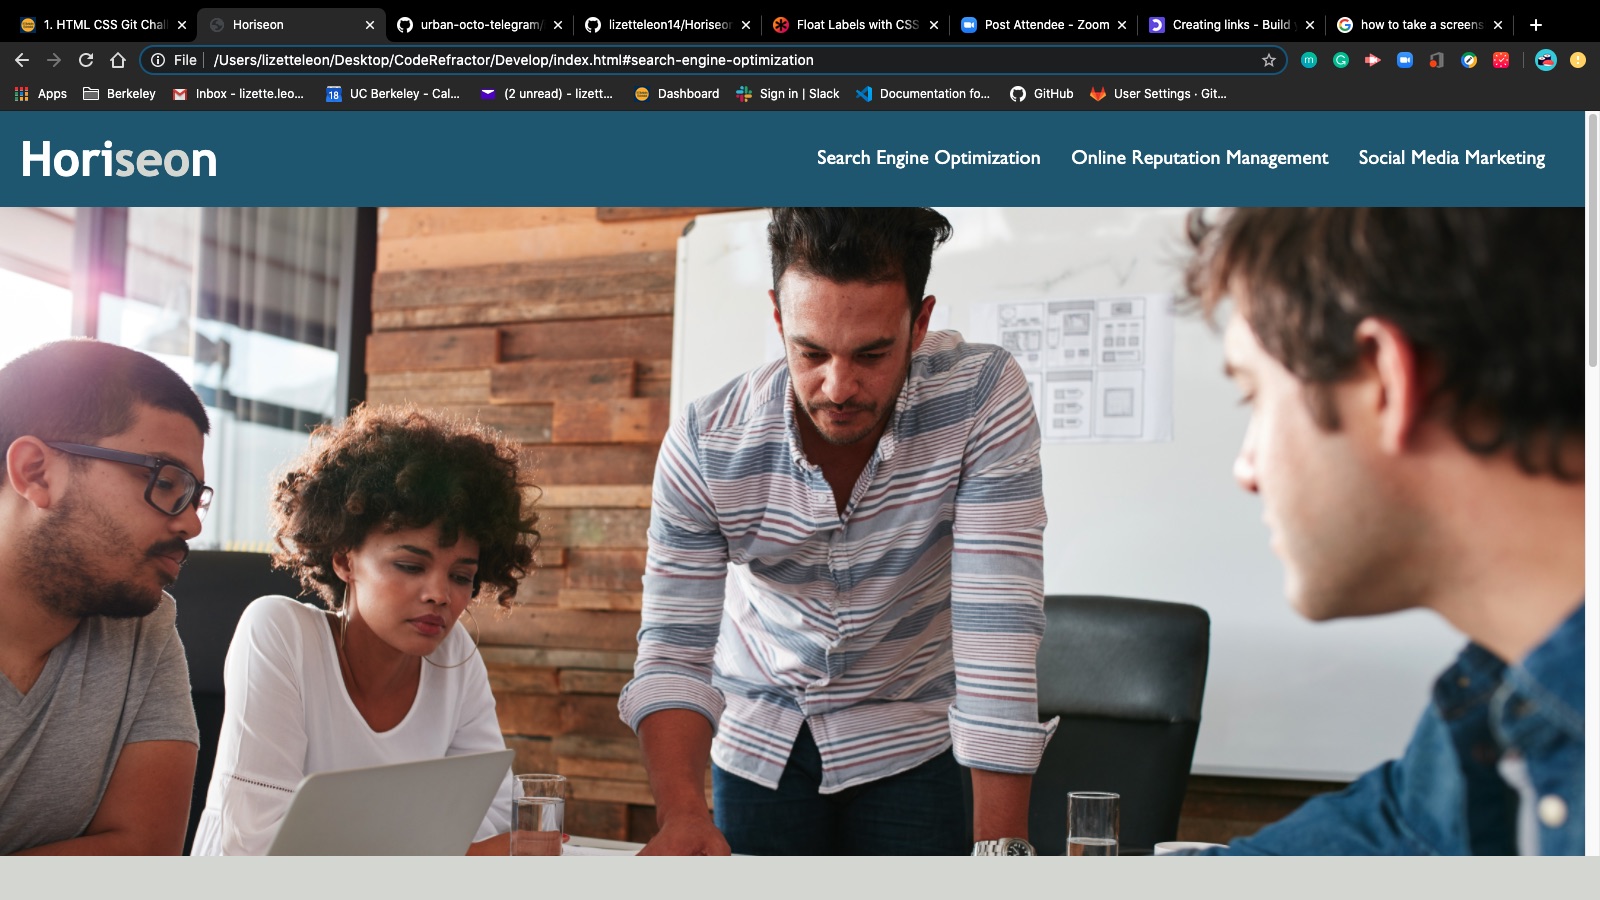 1. HTML CSS Git Chal
Horiseon
urban-octo-telegram/
lizetteleon14/Horiseon
Float Labels with CSS
Post Attendee - Zoom
Creating links - Build y
how to take a screens
File
/Users/lizetteleon/Desktop/CodeRefractor/Develop/index.html#search-engine-optimization
Apps
Berkeley
Inbox - lizette.leo...
18
UC Berkeley - Cal...
(2 unread) - lizett...
Dashboard
Sign in | Slack
Documentation fo...
GitHub
User Settings · Git...
Horiseon
Search Engine Optimization
Online Reputation Management
Social Media Marketing